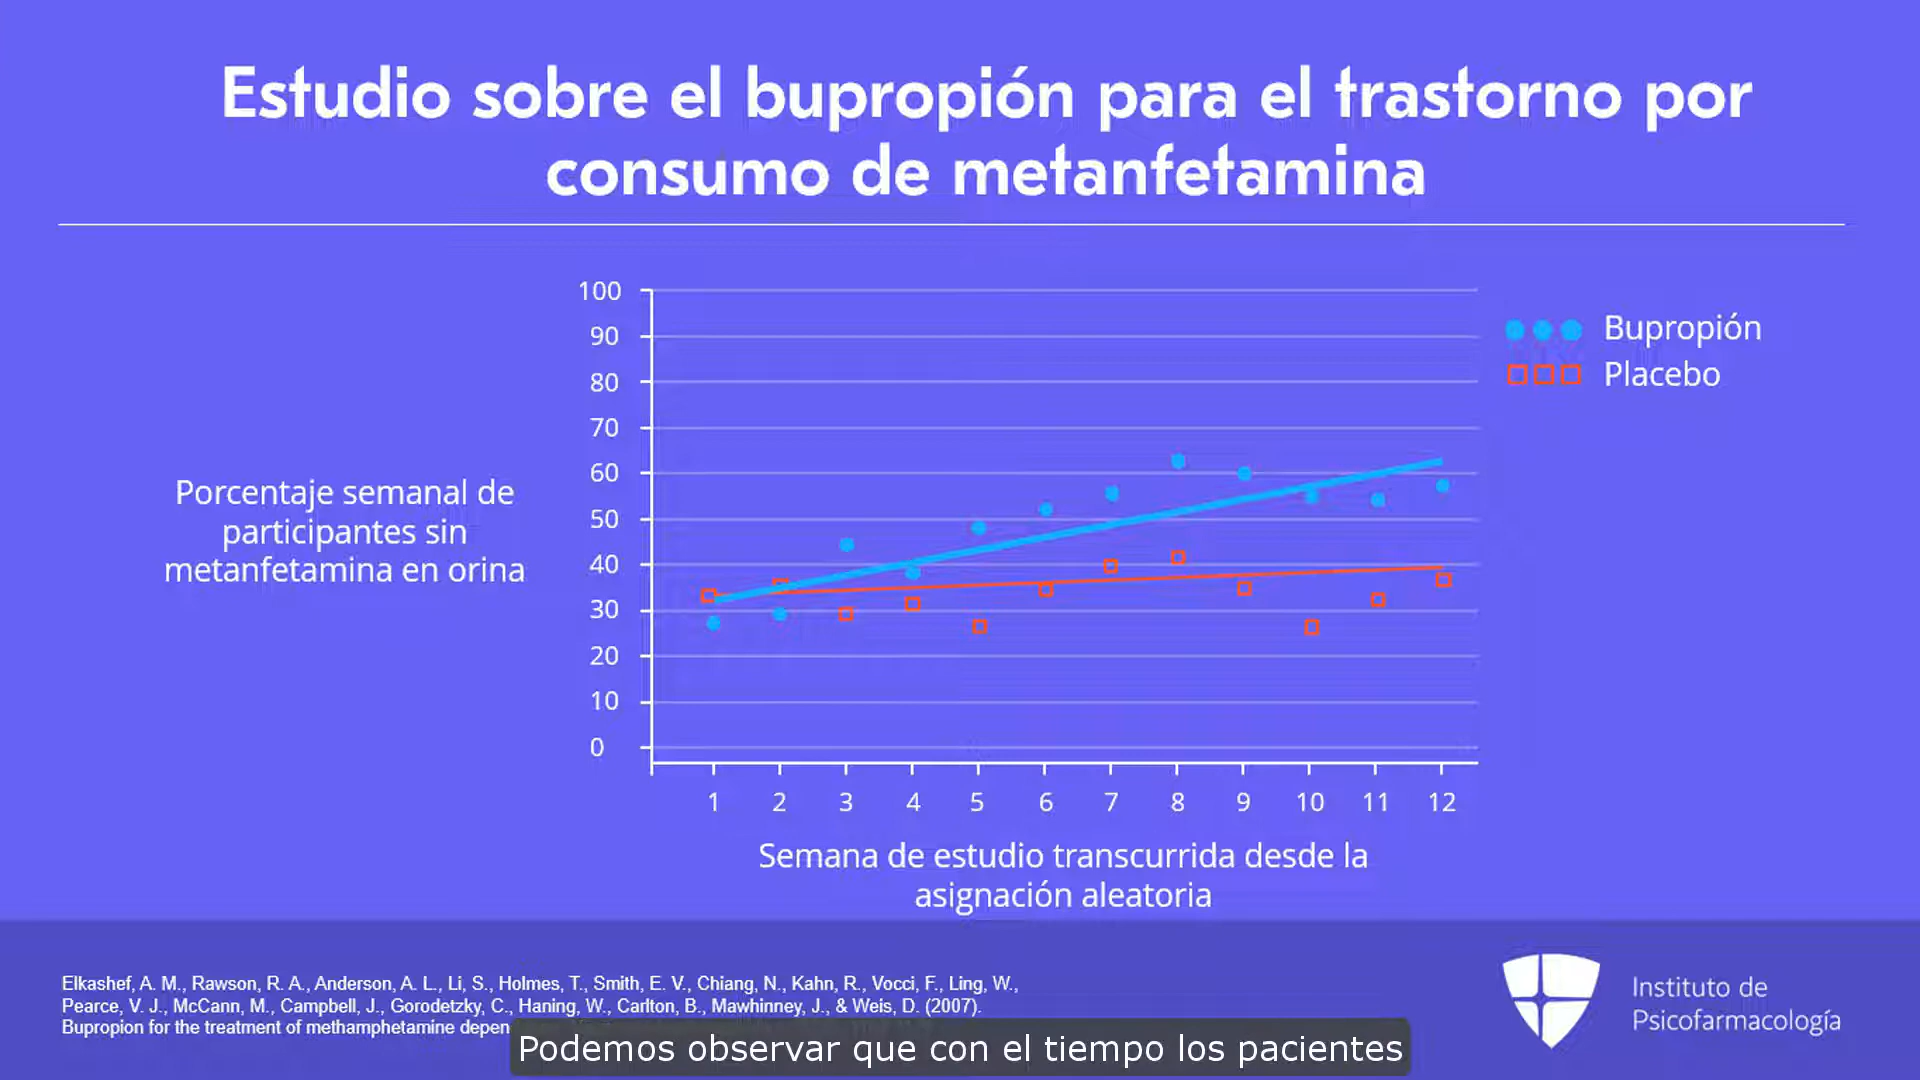 Estudio sobre el bupropión para el trastorno por
consumo de metanfetamina
100
90
80
70
60
50
40
30
20
10
0
Porcentaje semanal de
participantes sin
metanfetamina en orina
Bupropión
Placebo
1 2 3 4 5 6 7 8 9 10 11 12
Semana de estudio transcurrida desde la
asignación aleatoria
Elkashef, A. M., Rawson, R. A., Anderson, A. L., Li, S., Holmes, T., Smith, E. V., Chiang, N., Kahn, R., Vocci, F., Ling, W.,
Pearce, V. J., McCann, M., Campbell, J., Gorodetzky, C., Haning, W., Carlton, B., Mawhinney, J., & Weis, D. (2007).
Bupropion for the treatment of methamphetamine depen
Instituto de
Psicofarmacología
Podemos observar que con el tiempo los pacientes